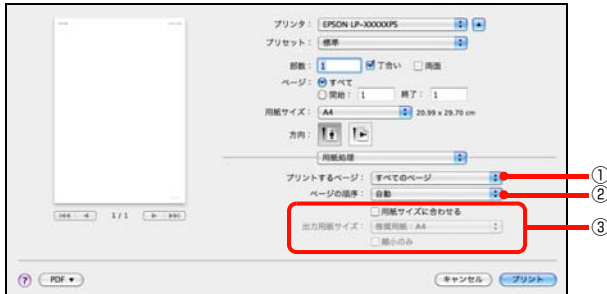 プリンタ： EPSON LP-XXXXXPS
プリセット： 標準
部数： 1 丁合い 両面
ページ： すべて
開始： 1 終了： 1
用紙サイズ： A4 20.99 x 29.70 cm
方向：
用紙処理
プリントするページ： すべてのページ ①
ページの順序： 自動 ②
用紙サイズに合わせる
出力用紙サイズ： 推奨用紙：A4 ③
縮小のみ
1 / 1
? PDF ▼ キャンセル プリント